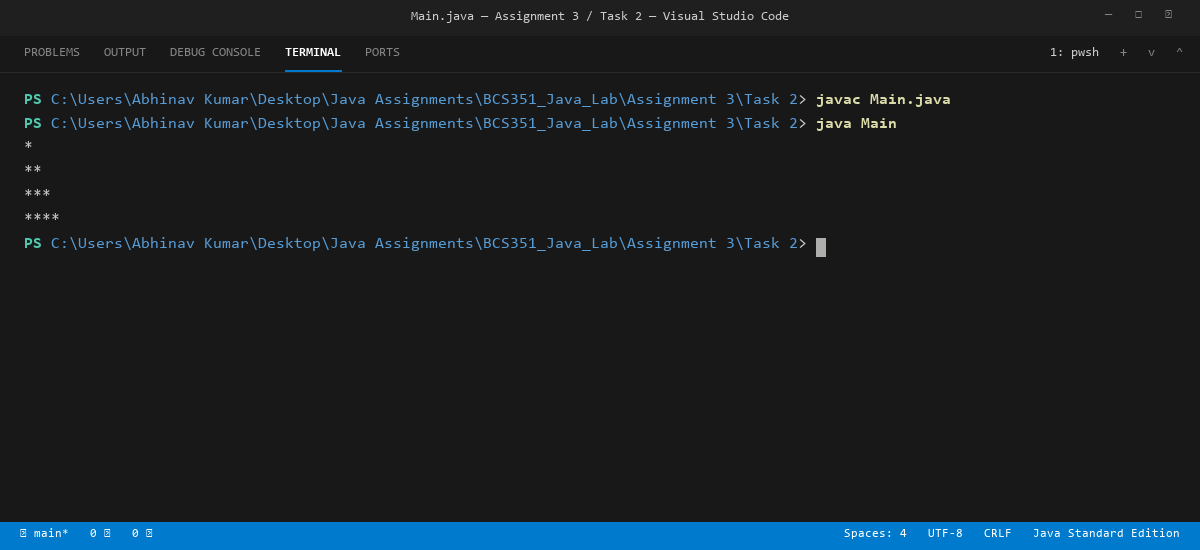 Main.java — Assignment 3 / Task 2 — Visual Studio Code
PROBLEMS OUTPUT DEBUG CONSOLE TERMINAL PORTS 1: pwsh + v ^
PS C:\Users\Abhinav Kumar\Desktop\Java Assignments\BCS351_Java_Lab\Assignment 3\Task 2> javac Main.java
PS C:\Users\Abhinav Kumar\Desktop\Java Assignments\BCS351_Java_Lab\Assignment 3\Task 2> java Main
*
**
***
****
PS C:\Users\Abhinav Kumar\Desktop\Java Assignments\BCS351_Java_Lab\Assignment 3\Task 2>
main* 0 0 Spaces: 4 UTF-8 CRLF Java Standard Edition